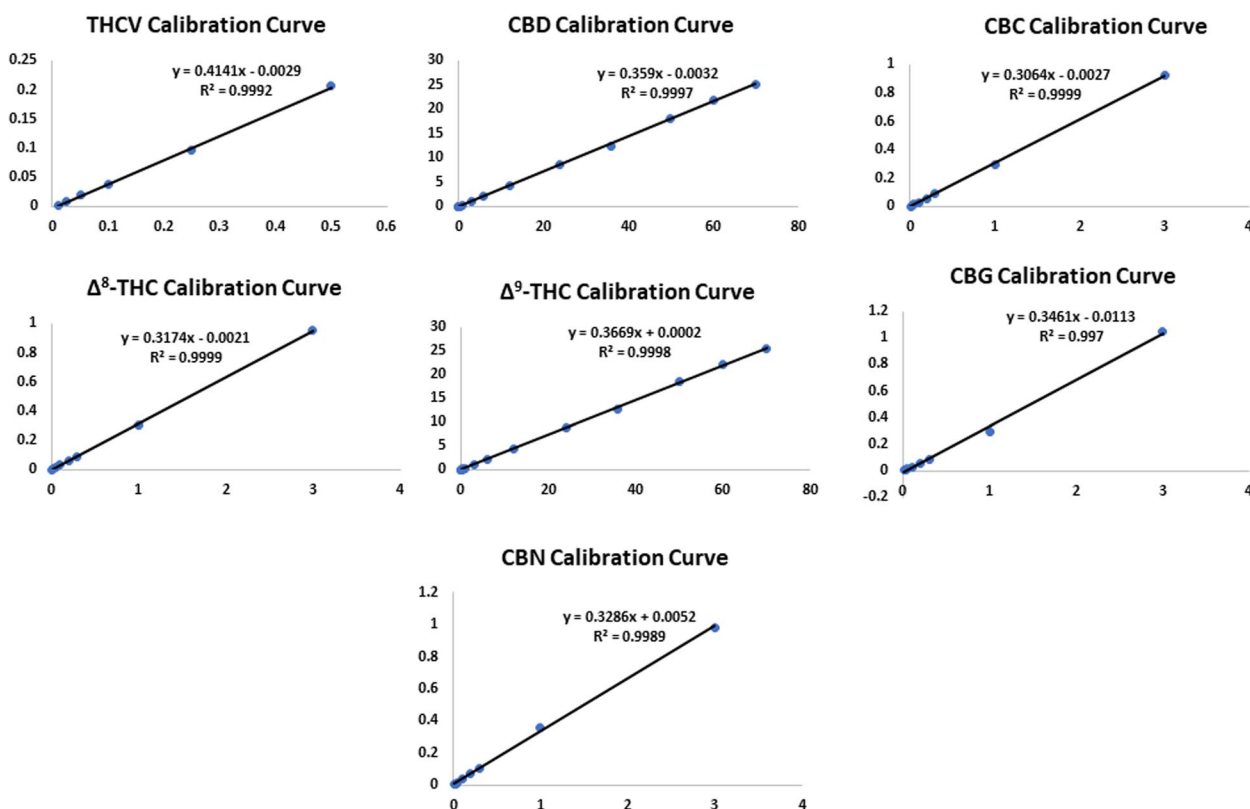 THCV Calibration Curve
0.25
0.2
0.15
0.1
0.05
0
y = 0.4141x - 0.0029
R² = 0.9992
0 0.1 0.2 0.3 0.4 0.5 0.6
CBD Calibration Curve
30
25
20
15
10
5
0
y = 0.359x - 0.0032
R² = 0.9997
0 20 40 60 80
CBC Calibration Curve
1
0.8
0.6
0.4
0.2
0
y = 0.3064x - 0.0027
R² = 0.9999
0 1 2 3 4
Δ⁸-THC Calibration Curve
1
0.8
0.6
0.4
0.2
0
y = 0.3174x - 0.0021
R² = 0.9999
0 1 2 3 4
Δ⁹-THC Calibration Curve
30
25
20
15
10
5
0
y = 0.3669x + 0.0002
R² = 0.9998
0 20 40 60 80
CBG Calibration Curve
1.2
1
0.8
0.6
0.4
0.2
0
-0.2
y = 0.3461x - 0.0113
R² = 0.997
0 1 2 3 4
CBN Calibration Curve
1.2
1
0.8
0.6
0.4
0.2
0
y = 0.3286x + 0.0052
R² = 0.9989
0 1 2 3 4